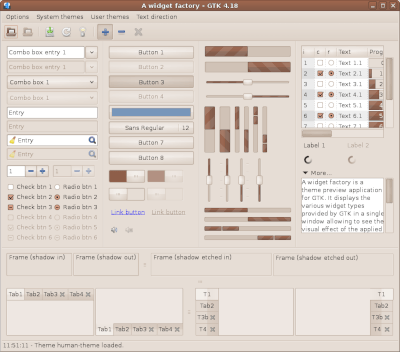 A widget factory - GTK 4.18
Options System themes User themes Text direction
Combo box entry 1
Combo box entry 1
Combo box entry 1
Combo box entry 1
Entry
Entry
Entry
Entry
1 1
Check btn 1 Radio btn 1
Check btn 2 Radio btn 2
Check btn 3 Radio btn 3
Check btn 4 Radio btn 4
Check btn 5 Radio btn 5
Check btn 6 Radio btn 6
Button 1
Button 2
Button 3
Button 4
Sans Regular 12
Button 7
Button 8
Link button Link button
Text Prog
1 Text 1.1
2 Text 2.1
3 Text 3.1
4 Text 4.1
5 Text 5.1
6 Text 6.1
7 Text 7.1
Label 1 Label 2
More...
A widget factory is a
theme preview application
for GTK. It displays the
various widget types
provided by GTK in a single
window allowing to see the
visual effect of the applied
Frame (shadow in) Frame (shadow out) Frame (shadow etched in) Frame (shadow etched out)
Tab1 Tab2 Tab3 Tab4
Tab1 Tab2 Tab3 Tab4
T1
Tab2
T3b
T4
T1
Tab2
T3b
T4
11:51:11 - Theme human-theme loaded.